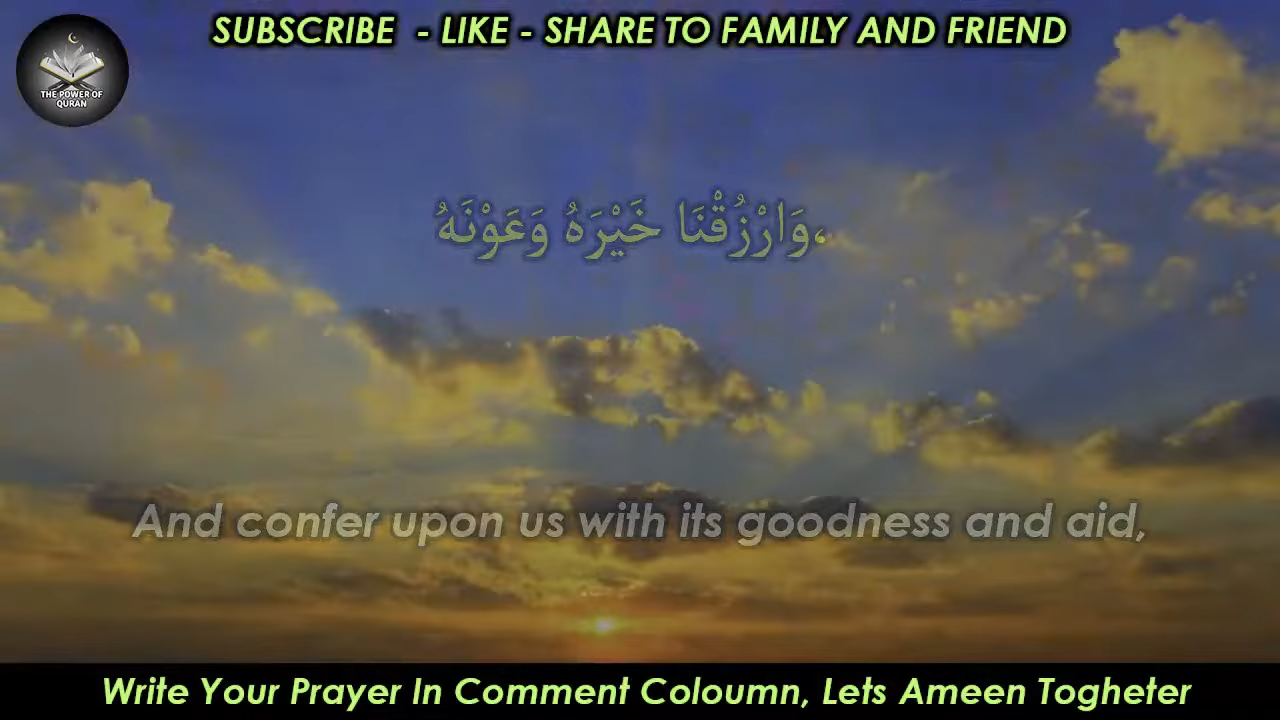 SUBSCRIBE - LIKE - SHARE TO FAMILY AND FRIEND
THE POWER OF
QURAN
وَارْزُقْنَا خَيْرَهُ وَعَوْنَهُ،
And confer upon us with its goodness and aid,
Write Your Prayer In Comment Coloumn, Lets Ameen Togheter